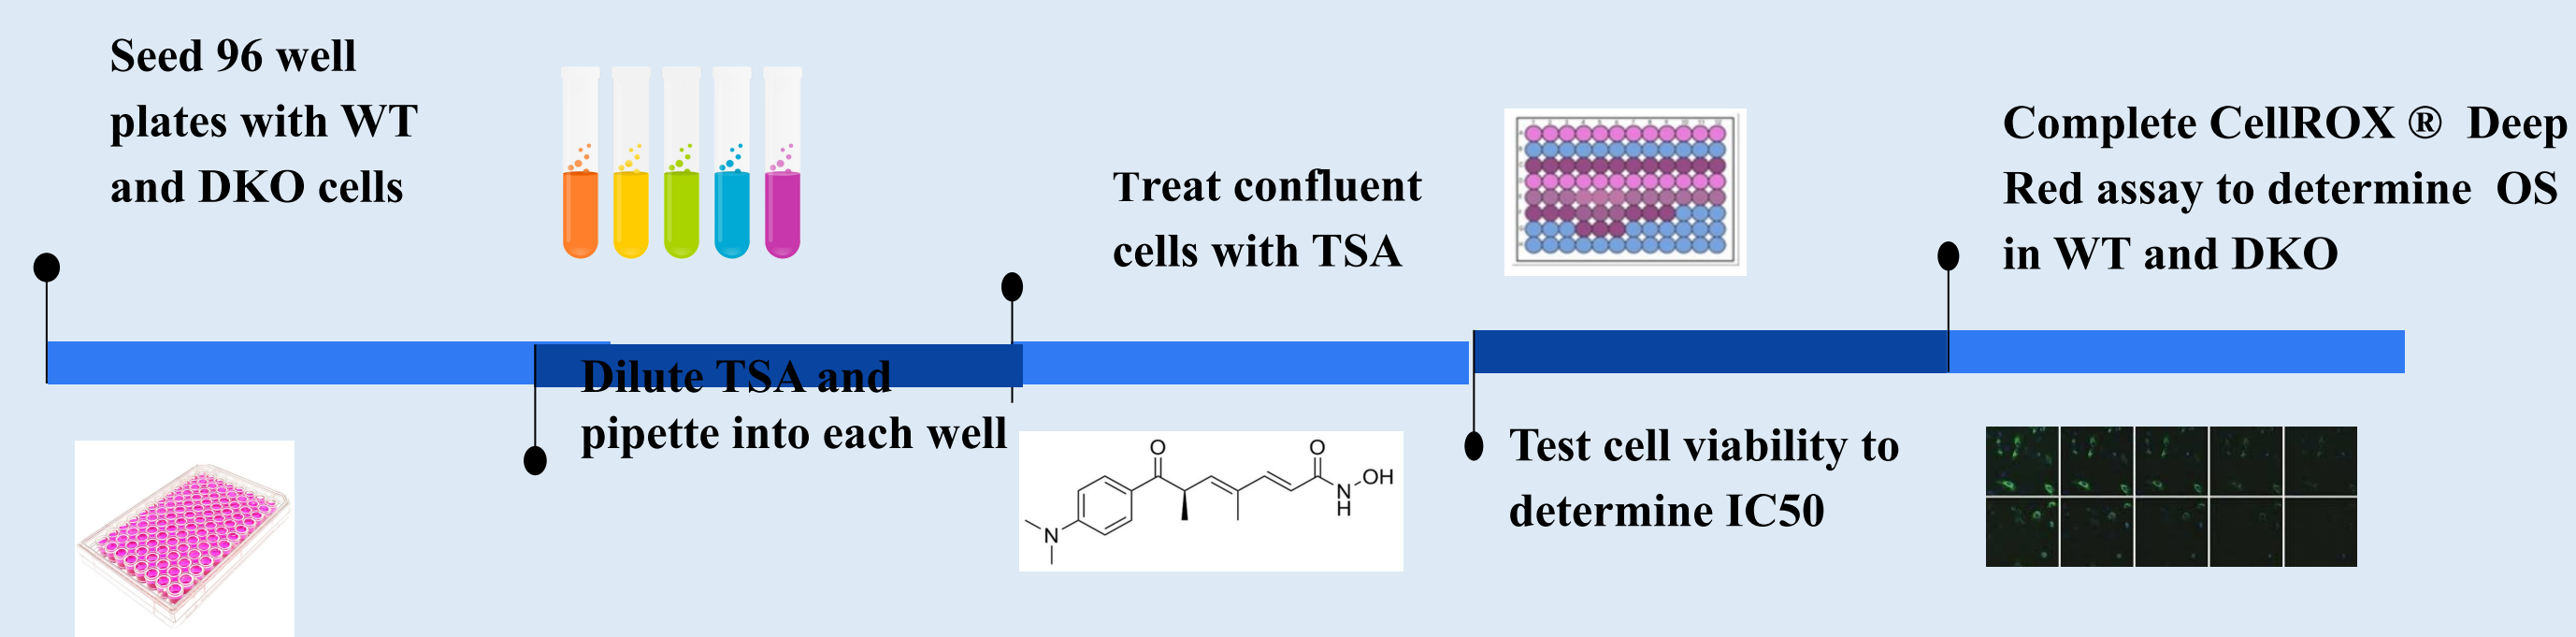 Seed 96 well
plates with WT
and DKO cells
Dilute TSA and
pipette into each well
Treat confluent
cells with TSA
O
O
OH
N
H
N
Test cell viability to
determine IC50
Complete CellROX ® Deep
Red assay to determine OS
in WT and DKO